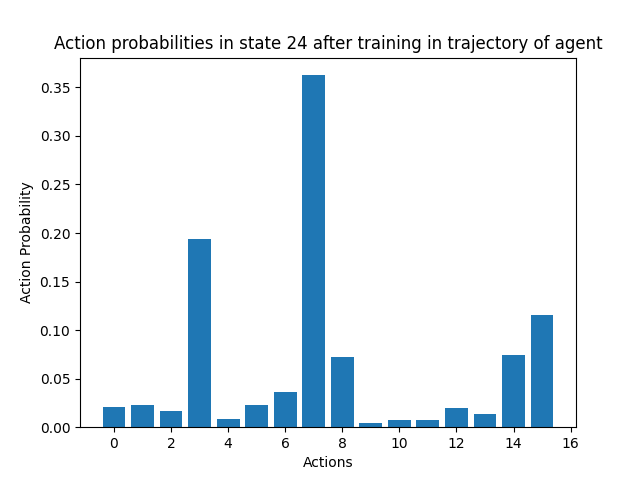 Action probabilities in state 24 after training in trajectory of agent
0.35
0.30
0.25
0.20
0.15
0.10
0.05
0.00
Action Probability
0 2 4 6 8 10 12 14 16
Actions